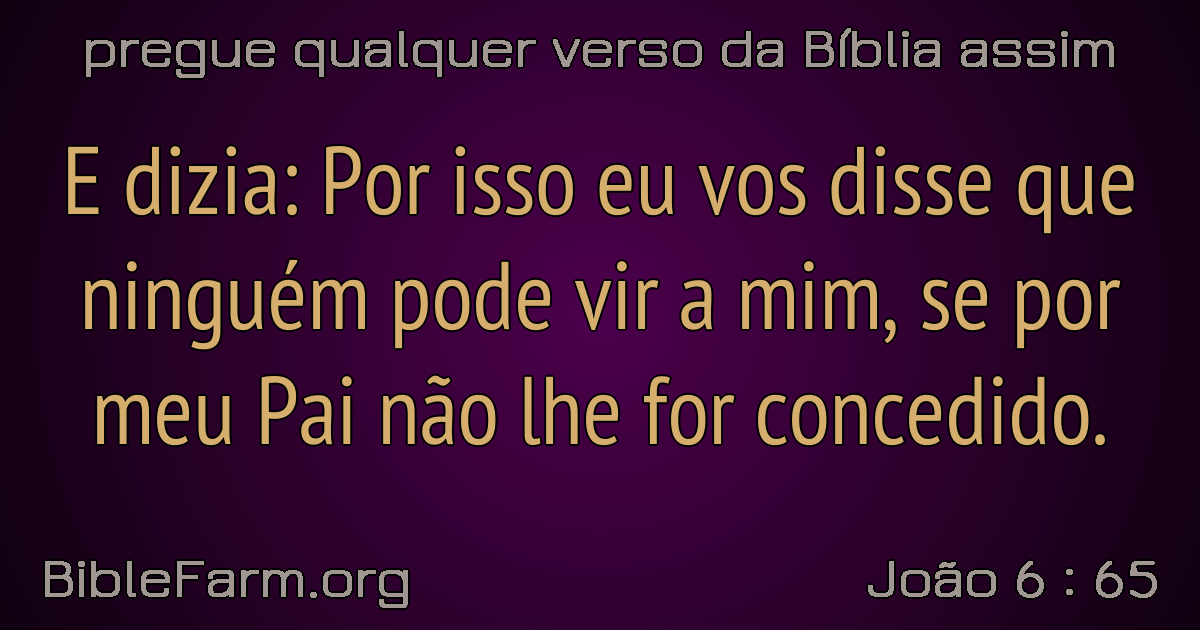 pregue qualquer verso da Bíblia assim
E dizia: Por isso eu vos disse que
ninguém pode vir a mim, se por
meu Pai não lhe for concedido.
BibleFarm.org
João 6 : 65